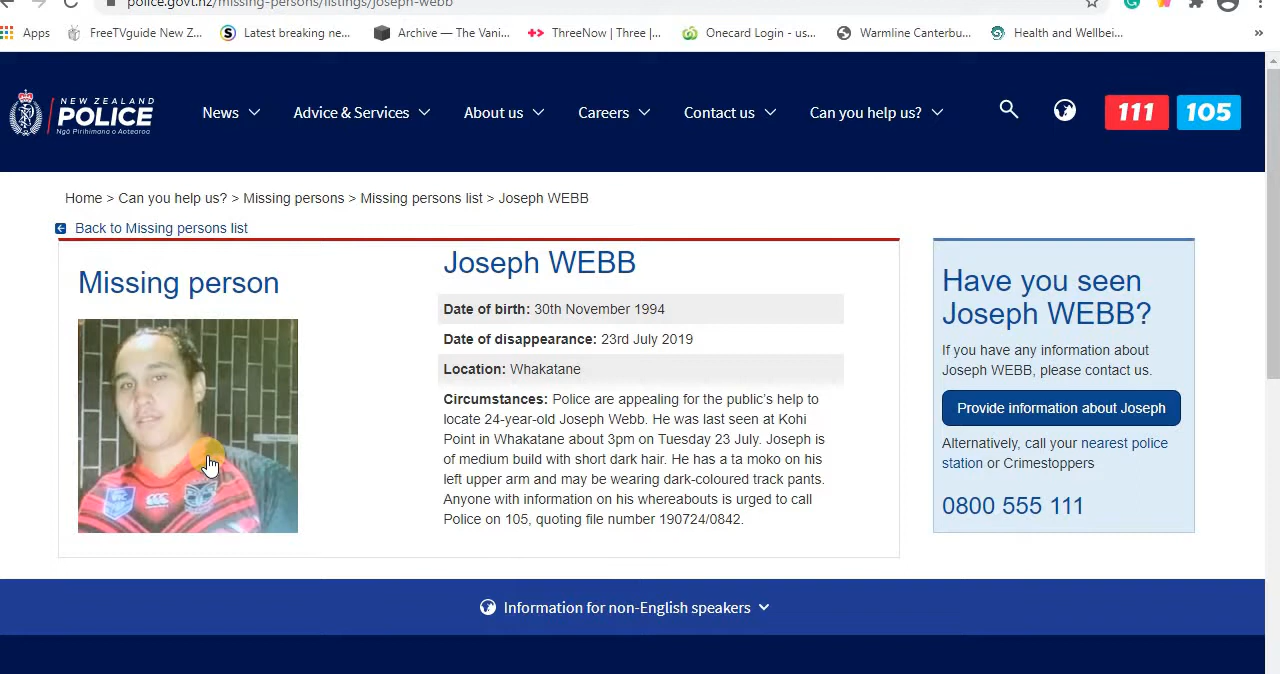 police.govt.nz/missing-persons/listings/joseph-webb
Apps FreeTVguide New Z... Latest breaking ne... Archive — The Vani... ThreeNow | Three |... Onecard Login - us... Warmline Canterbu... Health and Wellbei... »
NEW ZEALAND
POLICE
Ngā Pirihimana o Aotearoa
News Advice & Services About us Careers Contact us Can you help us? 111 105
Home > Can you help us? > Missing persons > Missing persons list > Joseph WEBB
Back to Missing persons list
Missing person
Joseph WEBB
Date of birth: 30th November 1994
Date of disappearance: 23rd July 2019
Location: Whakatane
Circumstances: Police are appealing for the public's help to
locate 24-year-old Joseph Webb. He was last seen at Kohi
Point in Whakatane about 3pm on Tuesday 23 July. Joseph is
of medium build with short dark hair. He has a ta moko on his
left upper arm and may be wearing dark-coloured track pants.
Anyone with information on his whereabouts is urged to call
Police on 105, quoting file number 190724/0842.
Have you seen
Joseph WEBB?
If you have any information about
Joseph WEBB, please contact us.
Provide information about Joseph
Alternatively, call your nearest police
station or Crimestoppers
0800 555 111
Information for non-English speakers